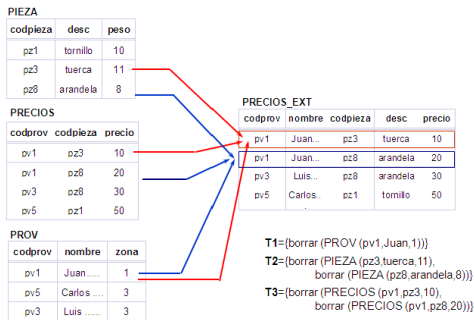 PIEZA
codpieza desc peso
pz1 tornillo 10
pz3 tuerca 11
pz8 arandela 8
PRECIOS
codprov codpieza precio
pv1 pz3 10
pv1 pz8 20
pv3 pz8 30
pv5 pz1 50
PROV
codprov nombre zona
pv1 Juan..... 1
pv5 Carlos .... 3
pv3 Luis ...... 3
PRECIOS_EXT
codprov nombre codpieza desc precio
pv1 Juan... pz3 tuerca 10
pv1 Juan... pz8 arandela 20
pv3 Luis... pz8 arandela 30
pv5 Carlos.. pz1 tornillo 50
T1={borrar (PROV (pv1,Juan,1))}
T2={borrar (PIEZA (pz3,tuerca,11),
borrar (PIEZA (pz8,arandela,8))}
T3={borrar (PRECIOS (pv1,pz3,10),
borrar (PRECIOS (pv1,pz8,20))}